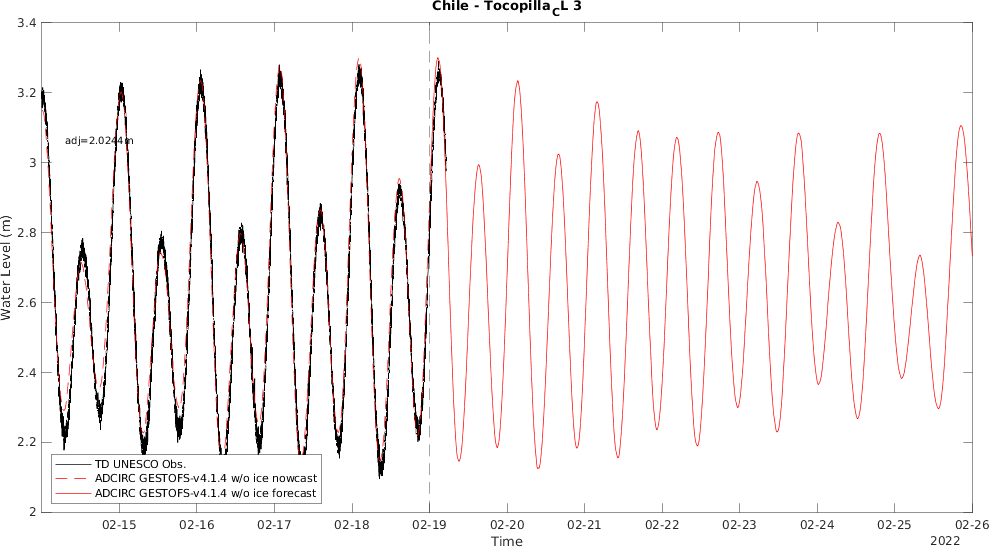 Chile - Tocopilla_CL 3
3.4
3.2
3
2.8
2.6
2.4
2.2
2
Water Level (m)
adj=2.0244m
TD UNESCO Obs.
ADCIRC GESTOFS-v4.1.4 w/o ice nowcast
ADCIRC GESTOFS-v4.1.4 w/o ice forecast
02-15 02-16 02-17 02-18 02-19 02-20 02-21 02-22 02-23 02-24 02-25 02-26
Time
2022